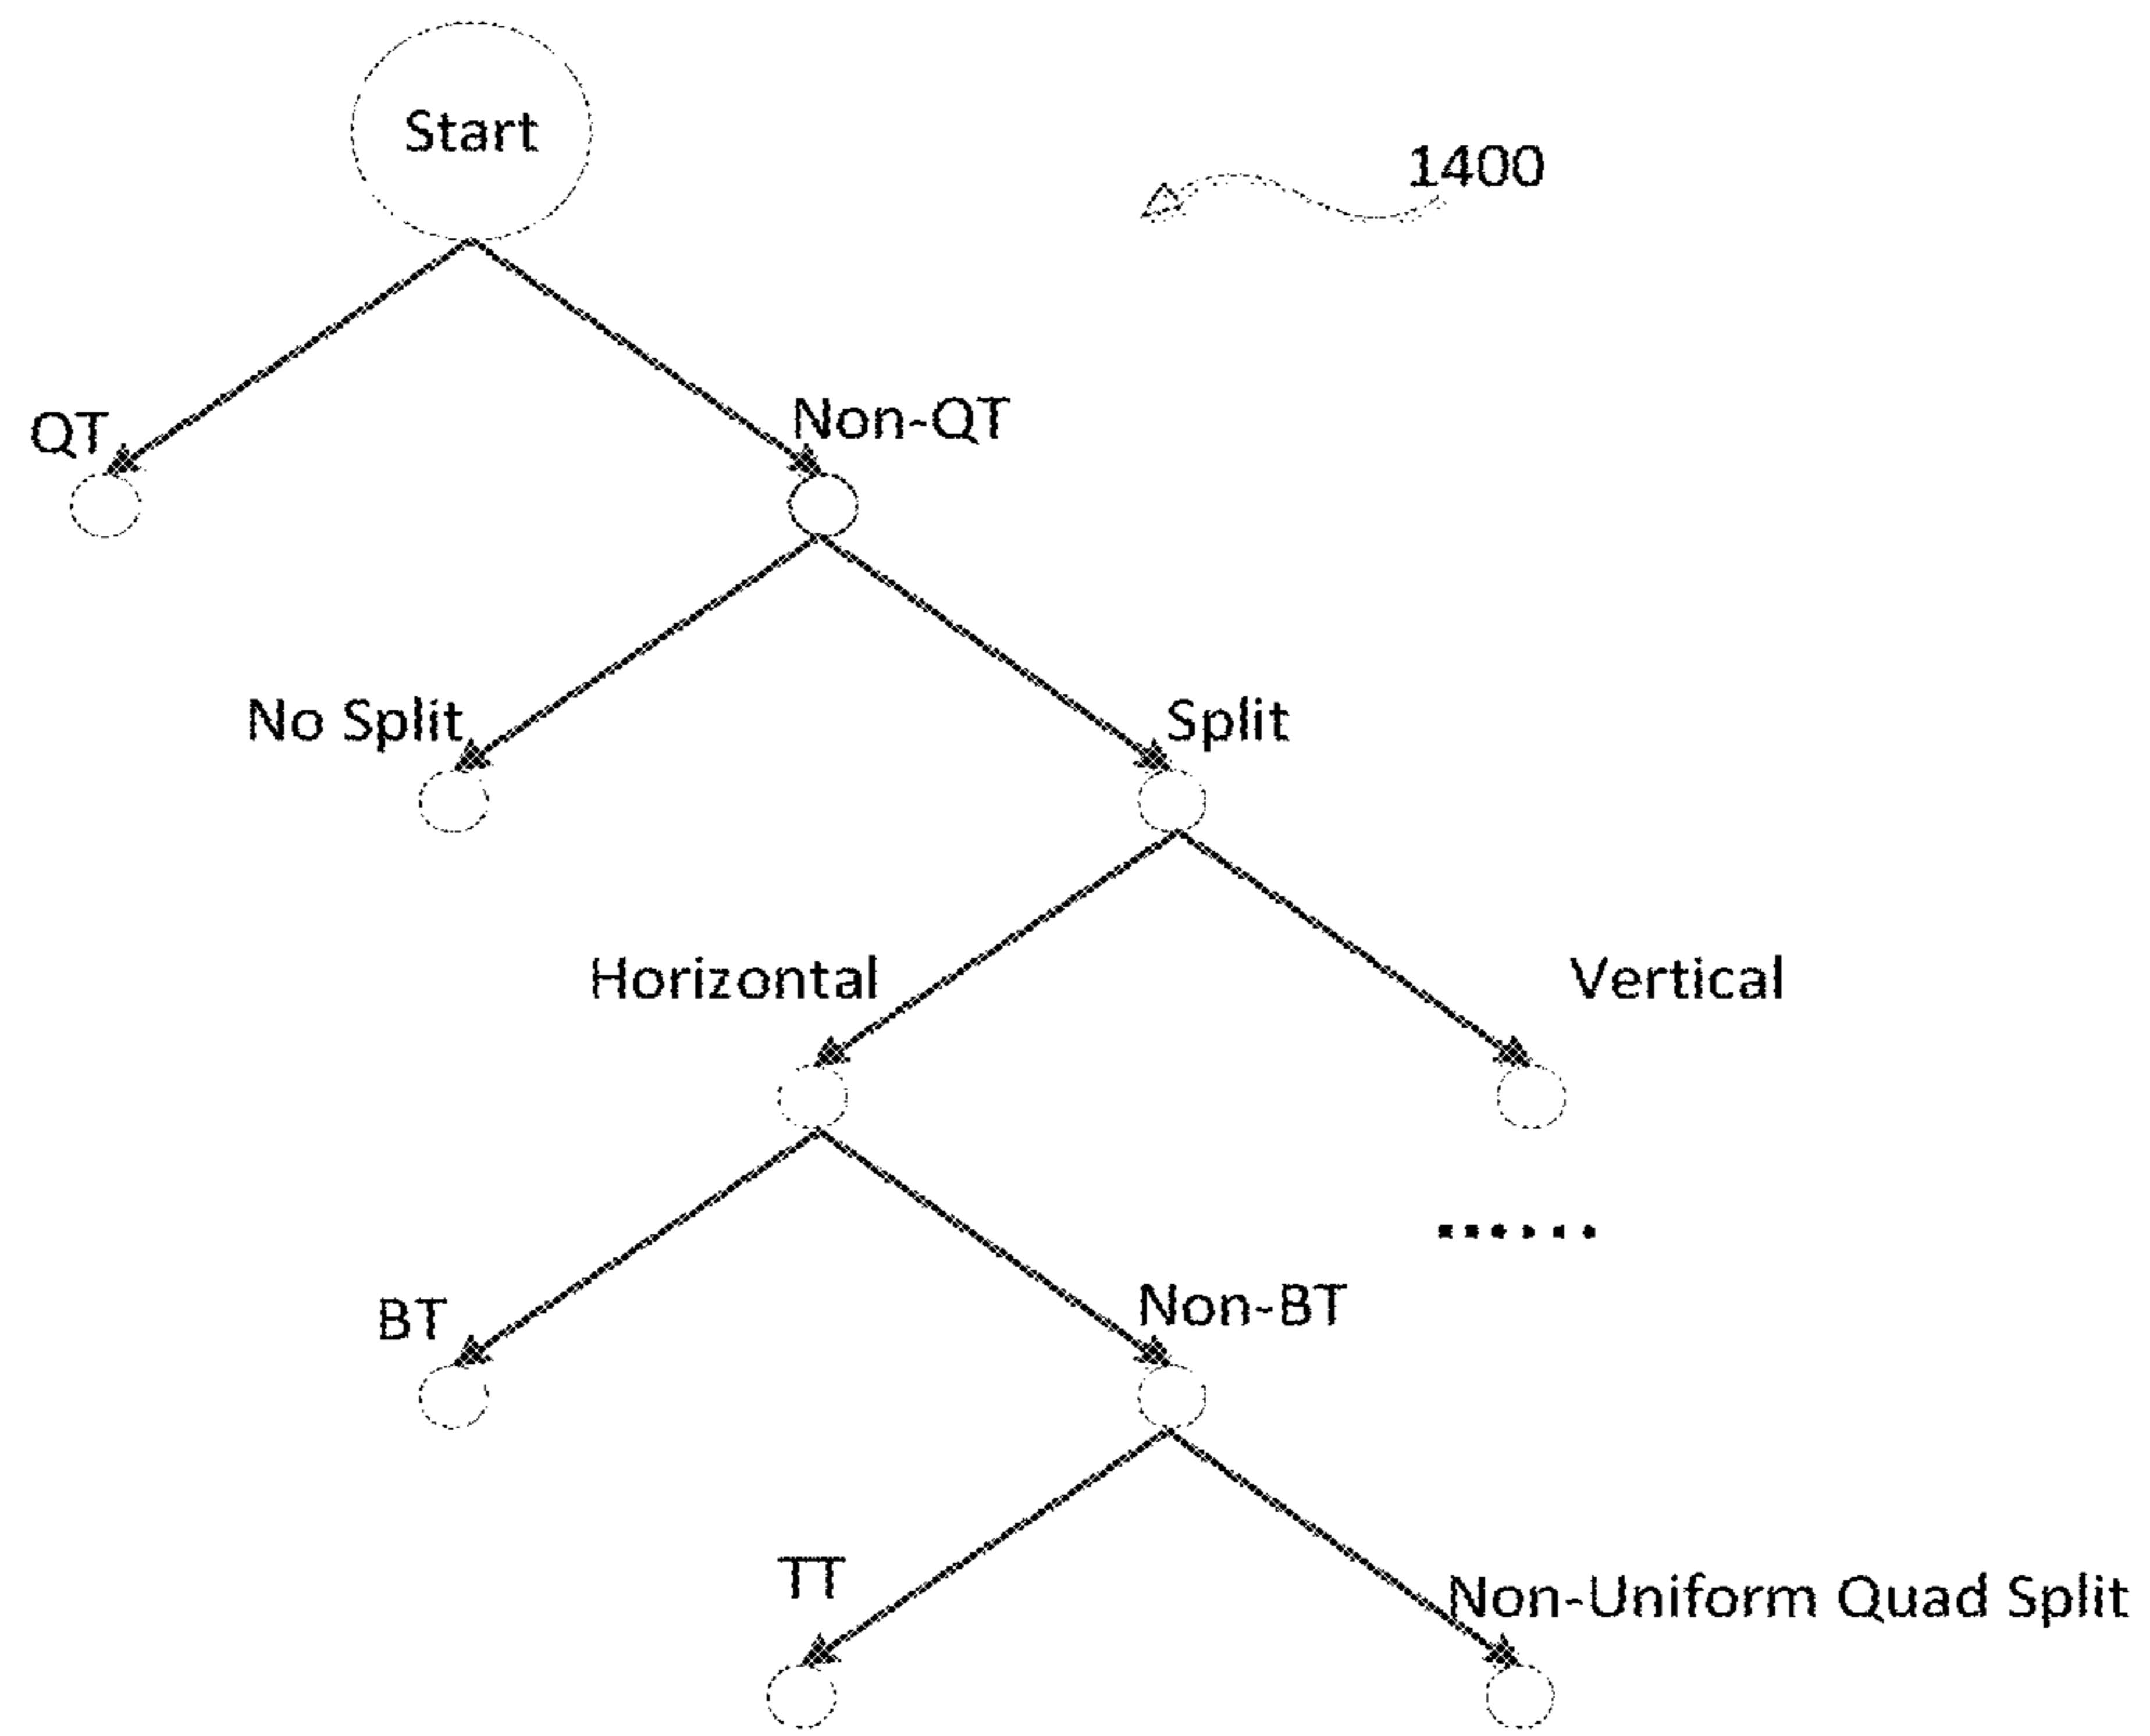 Start
1400
QT
Non-QT
No Split
Split
Horizontal
Vertical
......
BT
Non-BT
TT
Non-Uniform Quad Split